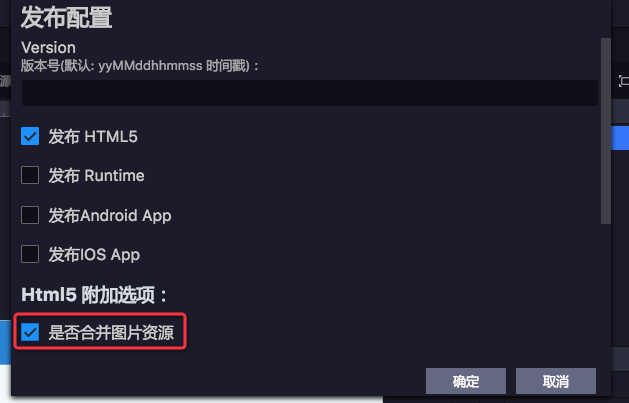 发布配置
Version
版本号(默认: yyMMddhhmmss 时间戳)：
源
发布 HTML5
发布 Runtime
发布Android App
发布IOS App
Html5 附加选项：
是否合并图片资源
确定
取消